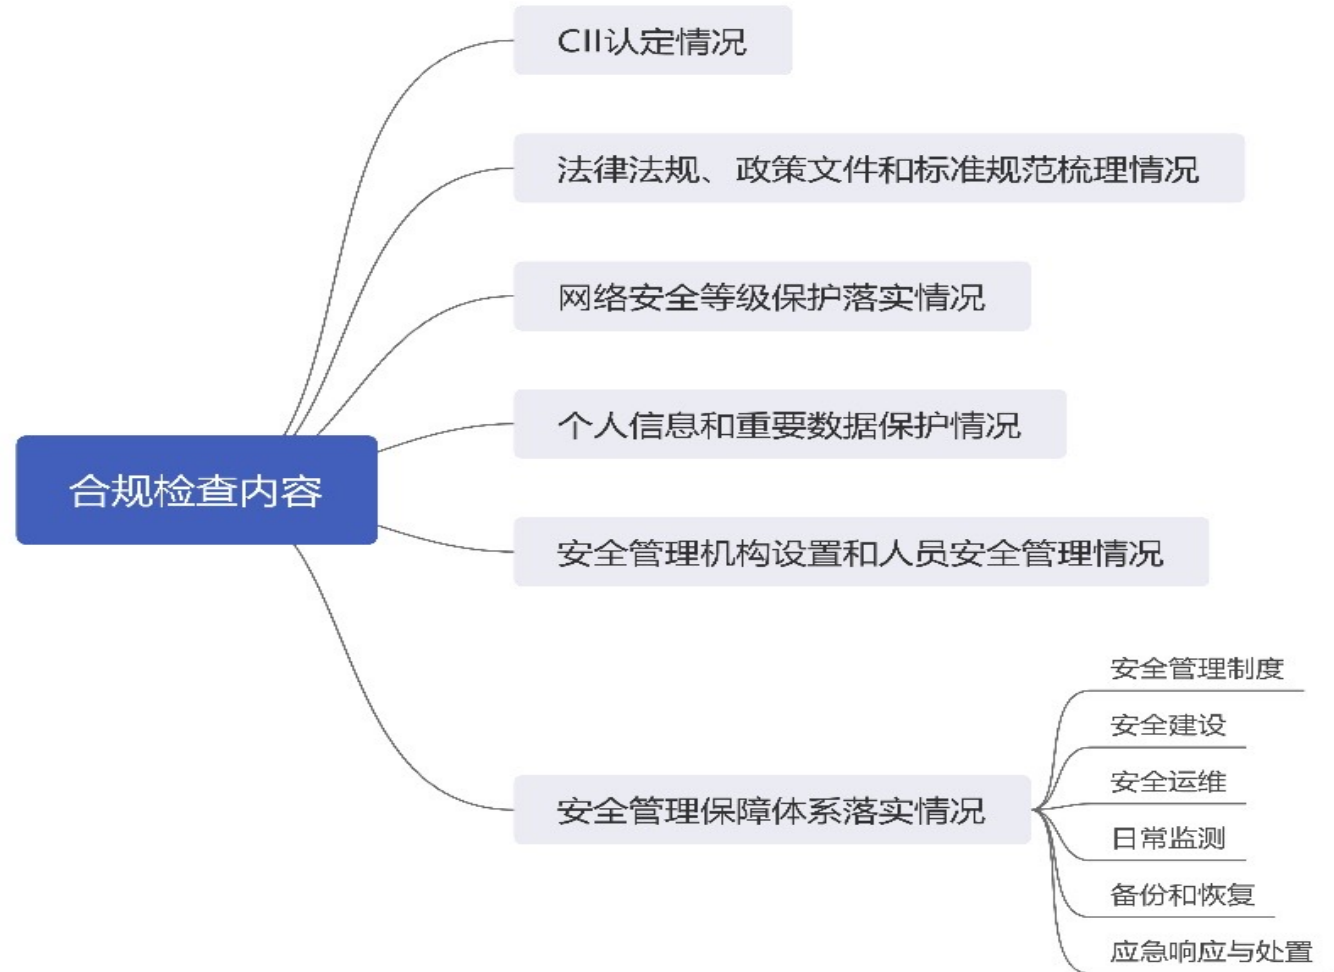 CII认定情况
法律法规、政策文件和标准规范梳理情况
网络安全等级保护落实情况
个人信息和重要数据保护情况
合规检查内容
安全管理机构设置和人员安全管理情况
安全管理保障体系落实情况
安全管理制度
安全建设
安全运维
日常监测
备份和恢复
应急响应与处置